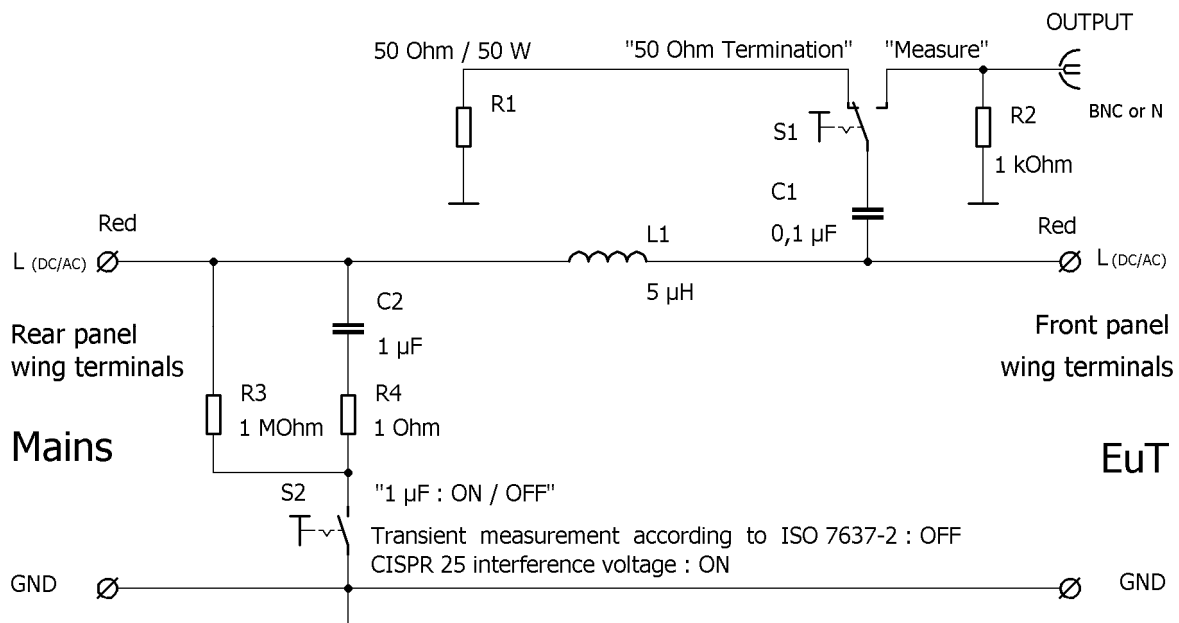 OUTPUT
50 Ohm / 50 W
"50 Ohm Termination"
"Measure"
R1
S1
R2
BNC or N
1 kOhm
C1
0,1 µF
Red
L (DC/AC)
L1
5 µH
Red
L (DC/AC)
C2
1 µF
Rear panel
wing terminals
Front panel
wing terminals
R3
1 MOhm
R4
1 Ohm
Mains
EuT
S2
"1 µF : ON / OFF"
Transient measurement according to ISO 7637-2 : OFF
CISPR 25 interference voltage : ON
GND
GND